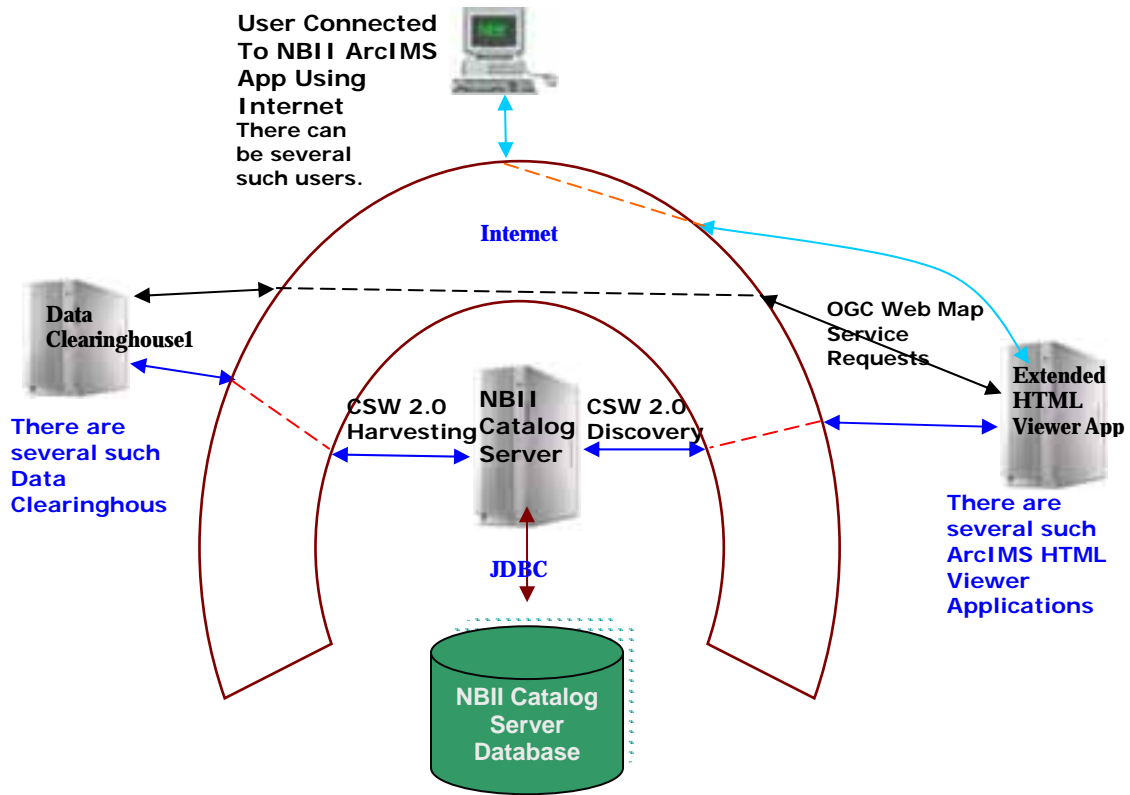 User Connected
To NBII ArcIMS
App Using
Internet
There can
be several
such users.
Internet
Data
Clearinghouse1
OGC Web Map
Service
Requests
Extended
HTML
Viewer App
CSW 2.0
Harvesting
NBII
Catalog
Server
CSW 2.0
Discovery
There are
several such
Data
Clearinghous
There are
several such
ArcIMS HTML
Viewer
Applications
JDBC
NBII Catalog
Server
Database